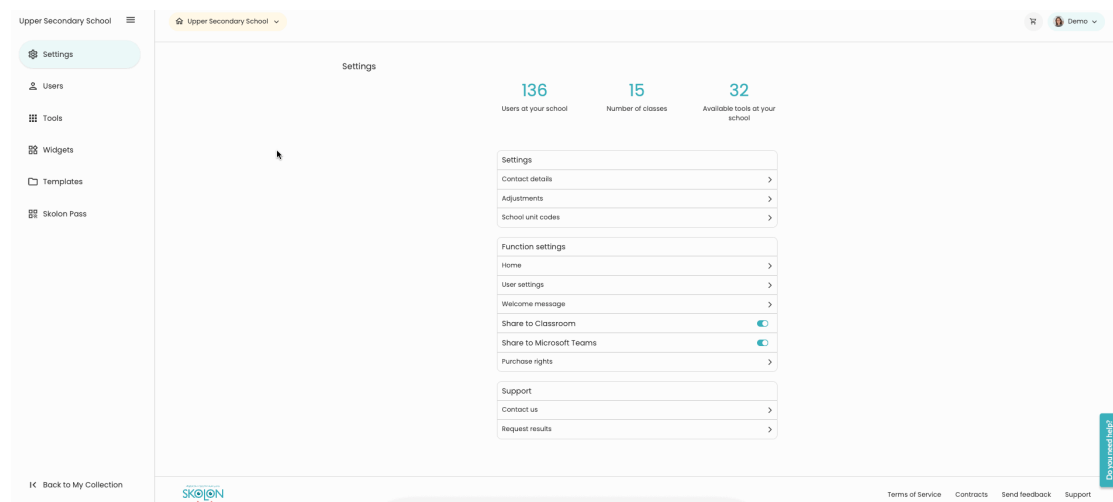 Upper Secondary School
Upper Secondary School
Demo
Settings
Users
Tools
Widgets
Templates
Skolon Pass
Back to My Collection
Settings
136
Users at your school
15
Number of classes
32
Available tools at your
school
Settings
Contact details
Adjustments
School unit codes
Function settings
Home
User settings
Welcome message
Share to Classroom
Share to Microsoft Teams
Purchase rights
Support
Contact us
Request results
Do you need help?
SKOLON
Terms of Service
Contracts
Send feedback
Support